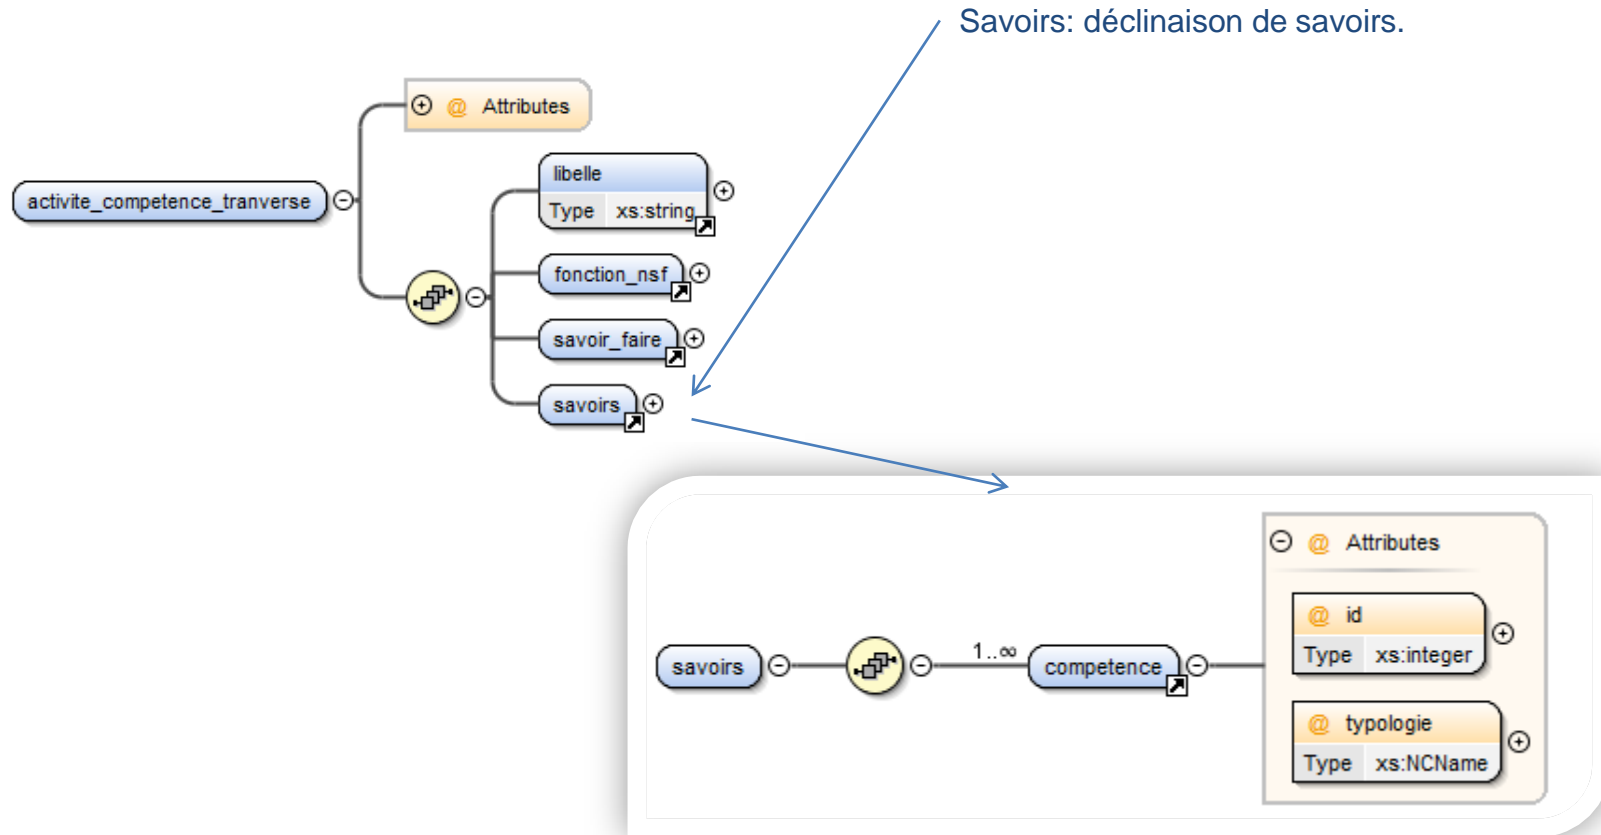 Savoirs: déclinaison de savoirs.
@ Attributes
activite_competence_tranverse
libelle
Type xs:string
fonction_nsf
savoir_faire
savoirs
@ Attributes
@ id
Type xs:integer
savoirs
1..∞
competence
@ typologie
Type xs:NCName